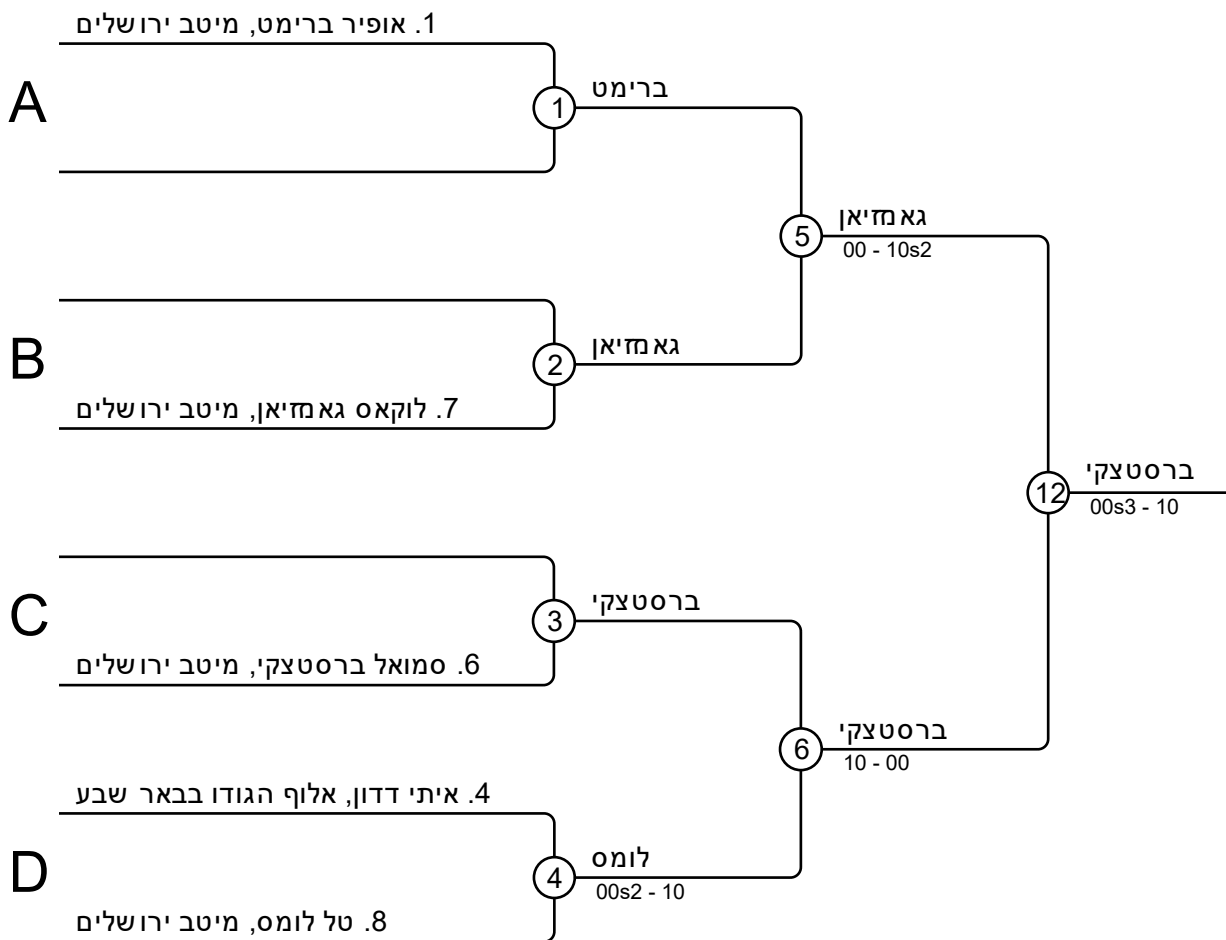 1. אופיר ברימט, מיטב ירושלים
A
1
ברימט
5
גאמזיאן
00 - 10s2
B
2
גאמזיאן
7. לוקאס גאמזיאן, מיטב ירושלים
12
ברסטצקי
00s3 - 10
C
3
ברסטצקי
6. סמואל ברסטצקי, מיטב ירושלים
6
ברסטצקי
10 - 00
4. איתי דדון, אלוף הגודו בבאר שבע
D
4
לומס
00s2 - 10
8. טל לומס, מיטב ירושלים